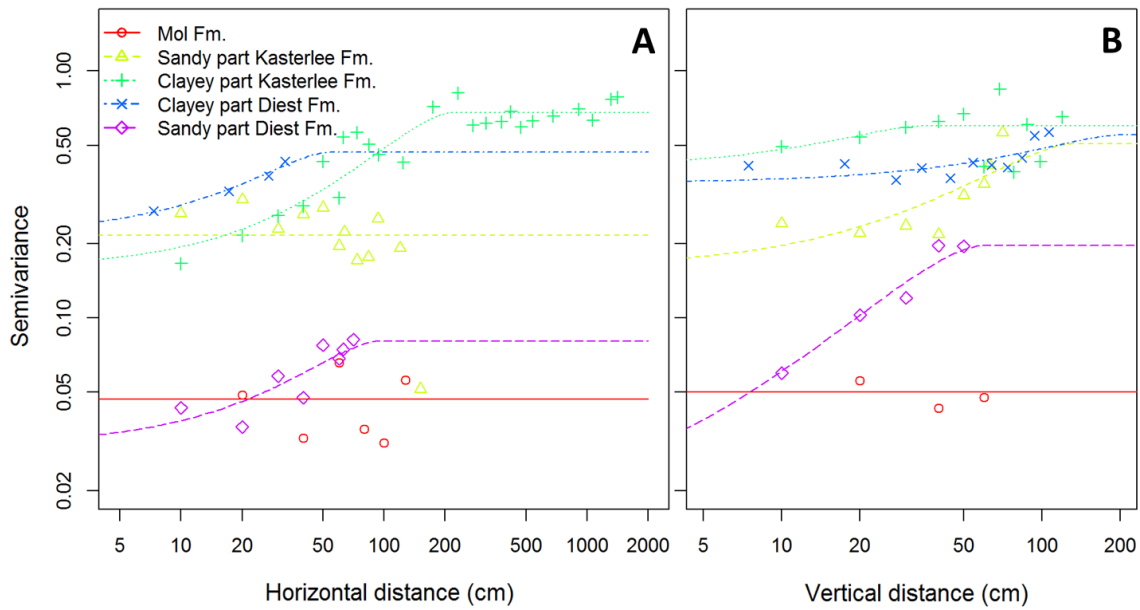 Mol Fm.
Sandy part Kasterlee Fm.
Clayey part Kasterlee Fm.
Clayey part Diest Fm.
Sandy part Diest Fm.
A
B
Semivariance
1.00
0.50
0.20
0.10
0.05
0.02
5 10 20 50 100 200 500 1000 2000
5 10 20 50 100 200
Horizontal distance (cm)
Vertical distance (cm)